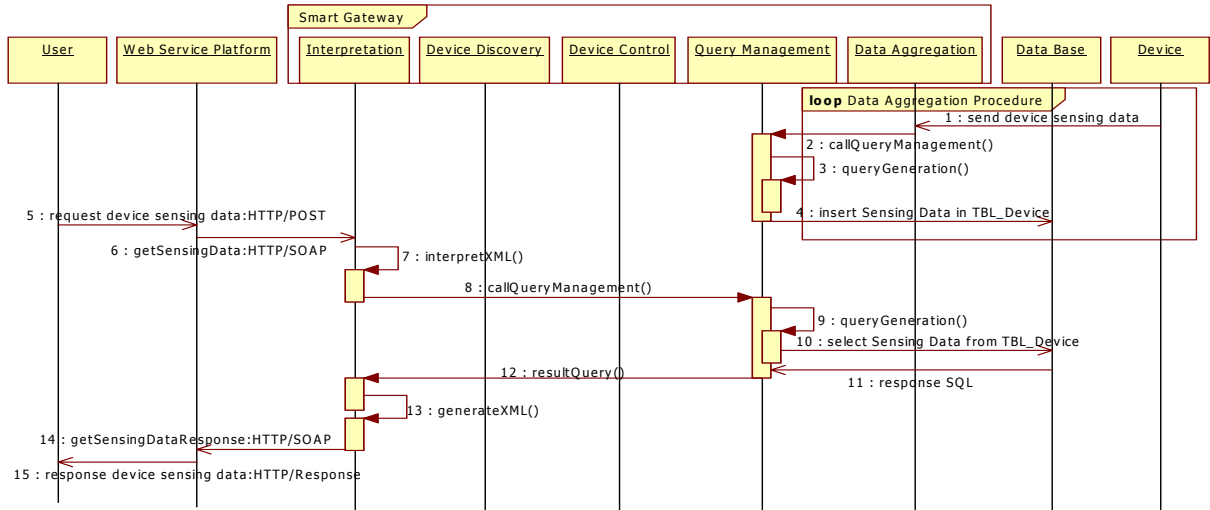 Smart Gateway
User
Web Service Platform
Interpretation
Device Discovery
Device Control
Query Management
Data Aggregation
Data Base
Device
loop Data Aggregation Procedure
1 : send device sensing data
2 : callQueryManagement()
3 : queryGeneration()
4 : insert Sensing Data in TBL_Device
5 : request device sensing data:HTTP/POST
6 : getSensingData:HTTP/SOAP
7 : interpretXML()
8 : callQueryManagement()
9 : queryGeneration()
10 : select Sensing Data from TBL_Device
12 : resultQuery()
11 : response SQL
13 : generateXML()
14 : getSensingDataResponse:HTTP/SOAP
15 : response device sensing data:HTTP/Response